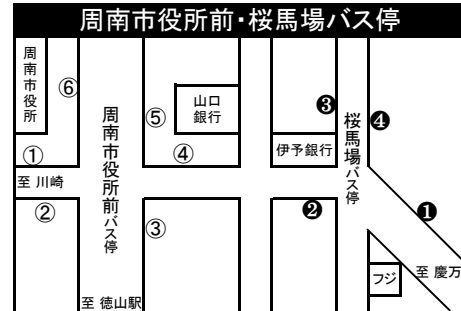 周南市役所前・桜馬場バス停
周南市役所
⑥
①
至 川崎
②
周南市役所前バス停
至 徳山駅
⑤
山口
銀行
④
③
❸
伊予銀行
❷
桜馬場バス停
❹
❶
フジ
至 慶万